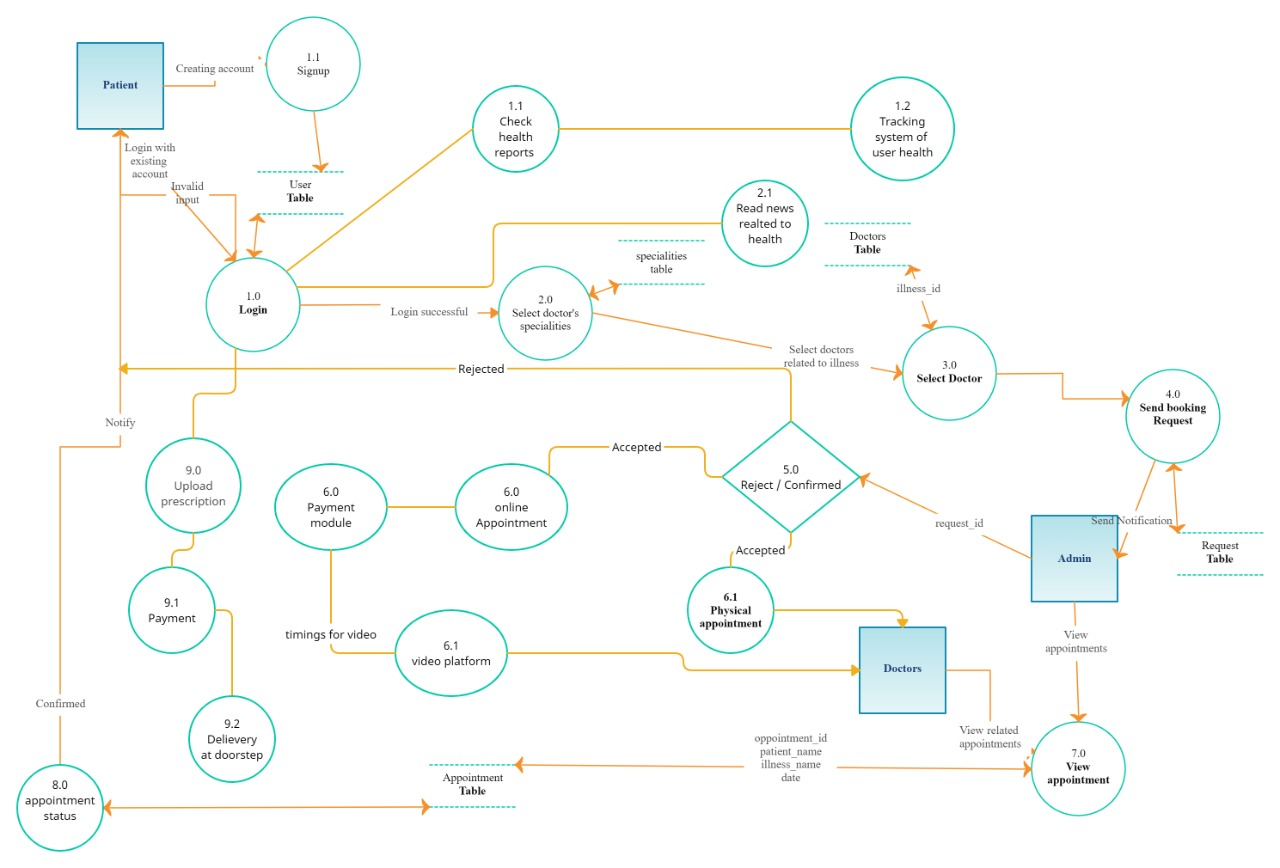 1.1
Signup
Patient
Creating account
1.1
Check
health
reports
1.2
Tracking
system of
user health
Login with
existing
account
Invalid
input
User
Table
2.1
Read news
realted to
health
Doctors
Table
specialities
table
illness_id
1.0
Login
2.0
Select doctor's
specialities
Login successful
Select doctors
related to illness
3.0
Select Doctor
Rejected
4.0
Send booking
Request
Notify
Accepted
5.0
Reject / Confirmed
9.0
Upload
prescription
6.0
Payment
module
6.0
online
Appointment
request_id
Send Notification
Admin
Request
Table
Accepted
9.1
Payment
6.1
Physical
appointment
timings for video
6.1
video platform
Doctors
View
appointments
Confirmed
9.2
Delievery
at doorstep
View related
appointments
oppointment_id
patient_name
illness_name
date
7.0
View
appointment
Appointment
Table
8.0
appointment
status